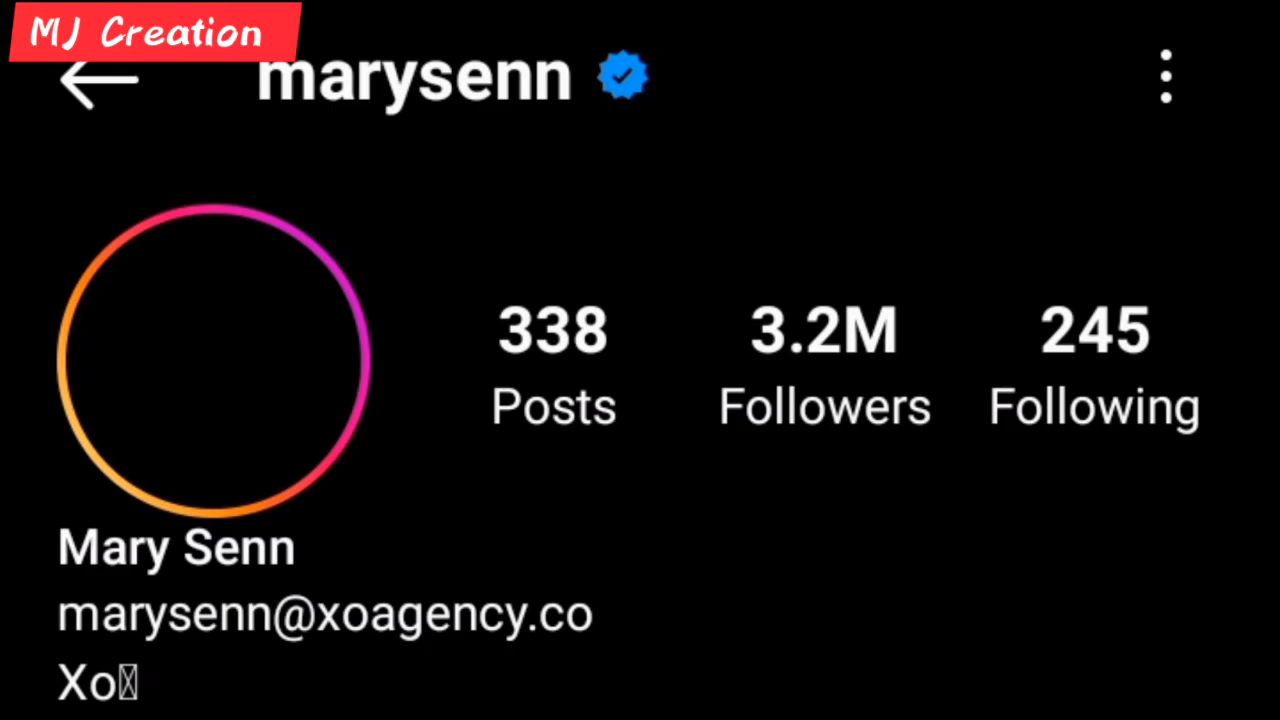 MJ Creation
marysenn
338 3.2M 245
Posts Followers Following
Mary Senn
marysenn@xoagency.co
Xo